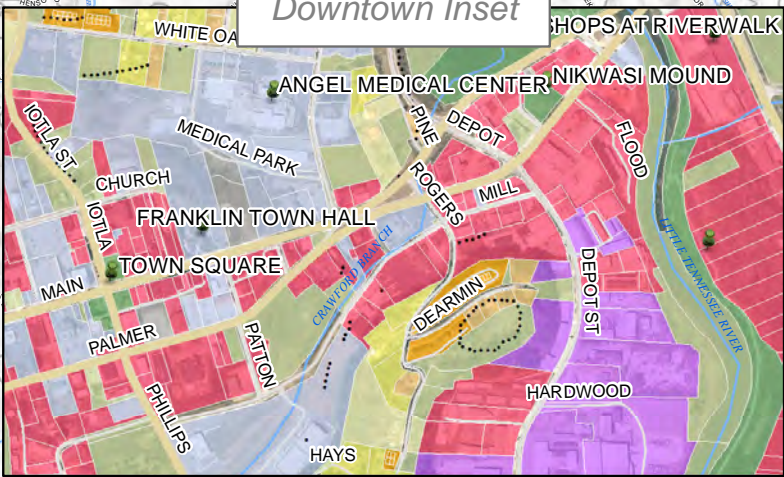 Downtown Inset
WHITE OA
SHOPS AT RIVERWALK
ANGEL MEDICAL CENTER
NIKWASI MOUND
PINE
DEPOT
IOTLA ST
MEDICAL PARK
FLOOD
CHURCH
ROGERS
MILL
IOTLA
FRANKLIN TOWN HALL
CRAWFORD BRANCH
LITTLE TENNESSEE RIVER
TOWN SQUARE
DEPOT ST
MAIN
DEARMIN
PALMER
PATTON
HARDWOOD
PHILLIPS
HAYS